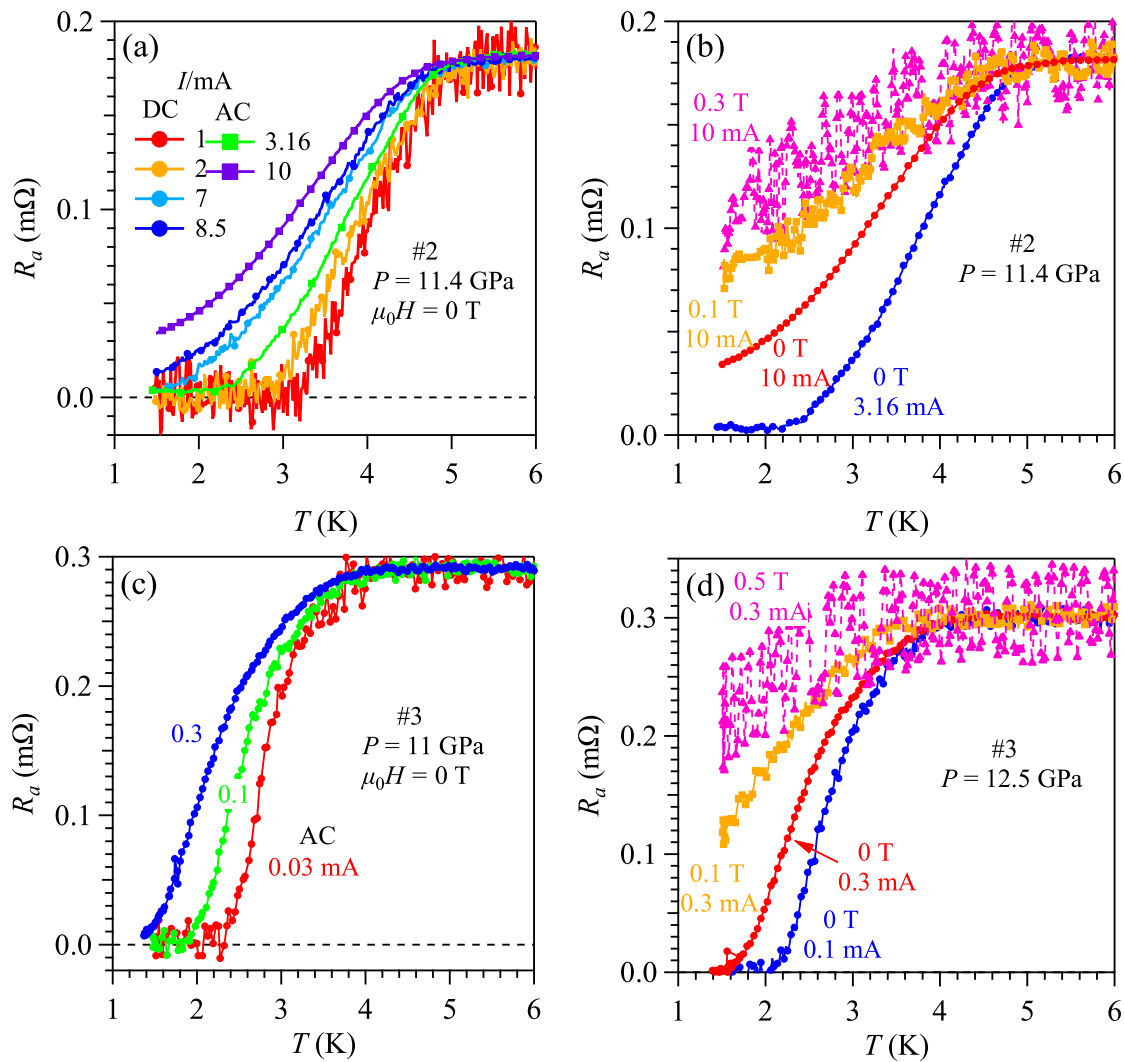 (a)
I/mA
DC AC
1 3.16
2 10
7
8.5
#2
P = 11.4 GPa
μ₀H = 0 T
Rₐ (mΩ)
0.2
0.1
0.0
1 2 3 4 5 6
T (K)
(b)
0.3 T
10 mA
0.1 T
10 mA
0 T
10 mA
0 T
3.16 mA
#2
P = 11.4 GPa
Rₐ (mΩ)
0.2
0.1
0.0
1 2 3 4 5 6
T (K)
(c)
0.3
0.1
AC
0.03 mA
#3
P = 11 GPa
μ₀H = 0 T
Rₐ (mΩ)
0.3
0.2
0.1
0.0
1 2 3 4 5 6
T (K)
(d)
0.5 T
0.3 mA
0.1 T
0.3 mA
0 T
0.3 mA
0 T
0.1 mA
#3
P = 12.5 GPa
Rₐ (mΩ)
0.3
0.2
0.1
0.0
1 2 3 4 5 6
T (K)